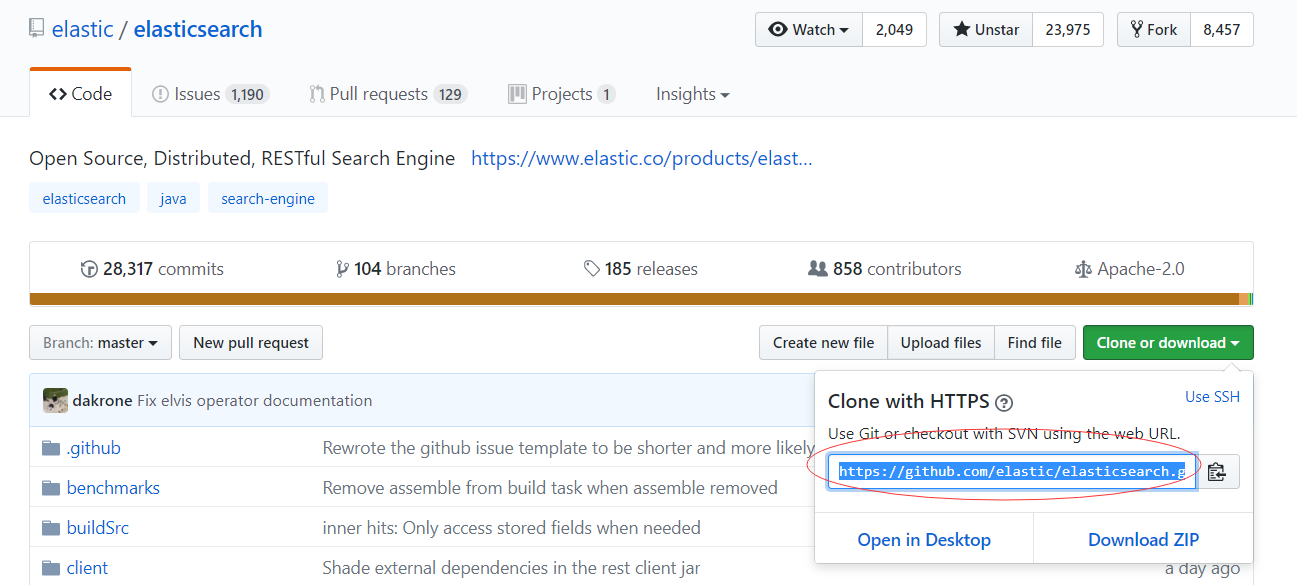 elastic / elasticsearch
Watch 2,049 Unstar 23,975 Fork 8,457
Code Issues 1,190 Pull requests 129 Projects 1 Insights
Open Source, Distributed, RESTful Search Engine https://www.elastic.co/products/elast…
elasticsearch java search-engine
28,317 commits 104 branches 185 releases 858 contributors Apache-2.0
Branch: master New pull request Create new file Upload files Find file Clone or download
dakrone Fix elvis operator documentation
.github Rewrote the github issue template to be shorter and more likely
benchmarks Remove assemble from build task when assemble removed
buildSrc inner hits: Only access stored fields when needed
client Shade external dependencies in the rest client jar a day ago
Clone with HTTPS ? Use SSH
Use Git or checkout with SVN using the web URL.
https://github.com/elastic/elasticsearch.g
Open in Desktop Download ZIP